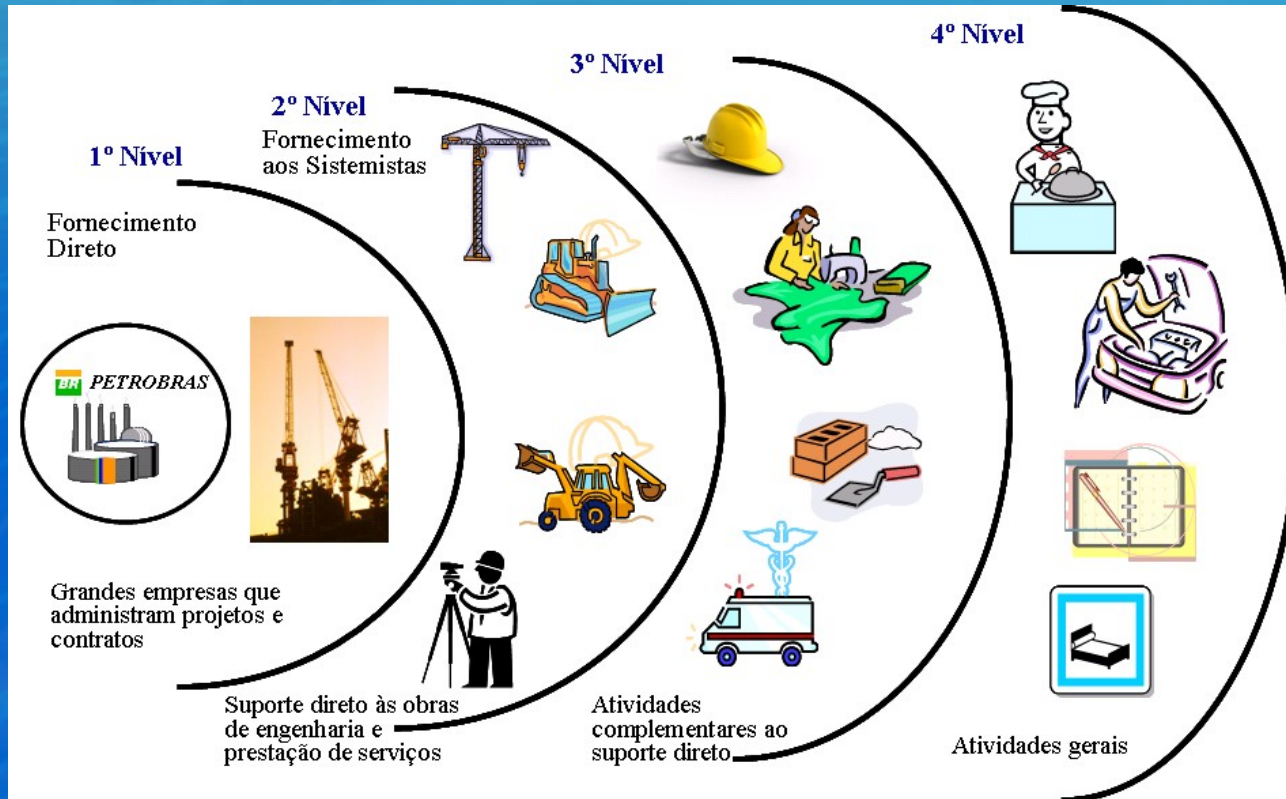 1º Nível
Fornecimento
Direto
BR PETROBRAS
Grandes empresas que
administram projetos e
contratos
2º Nível
Fornecimento
aos Sistemistas
Suporte direto às obras
de engenharia e
prestação de serviços
3º Nível
Atividades
complementares ao
suporte direto
4º Nível
Atividades gerais